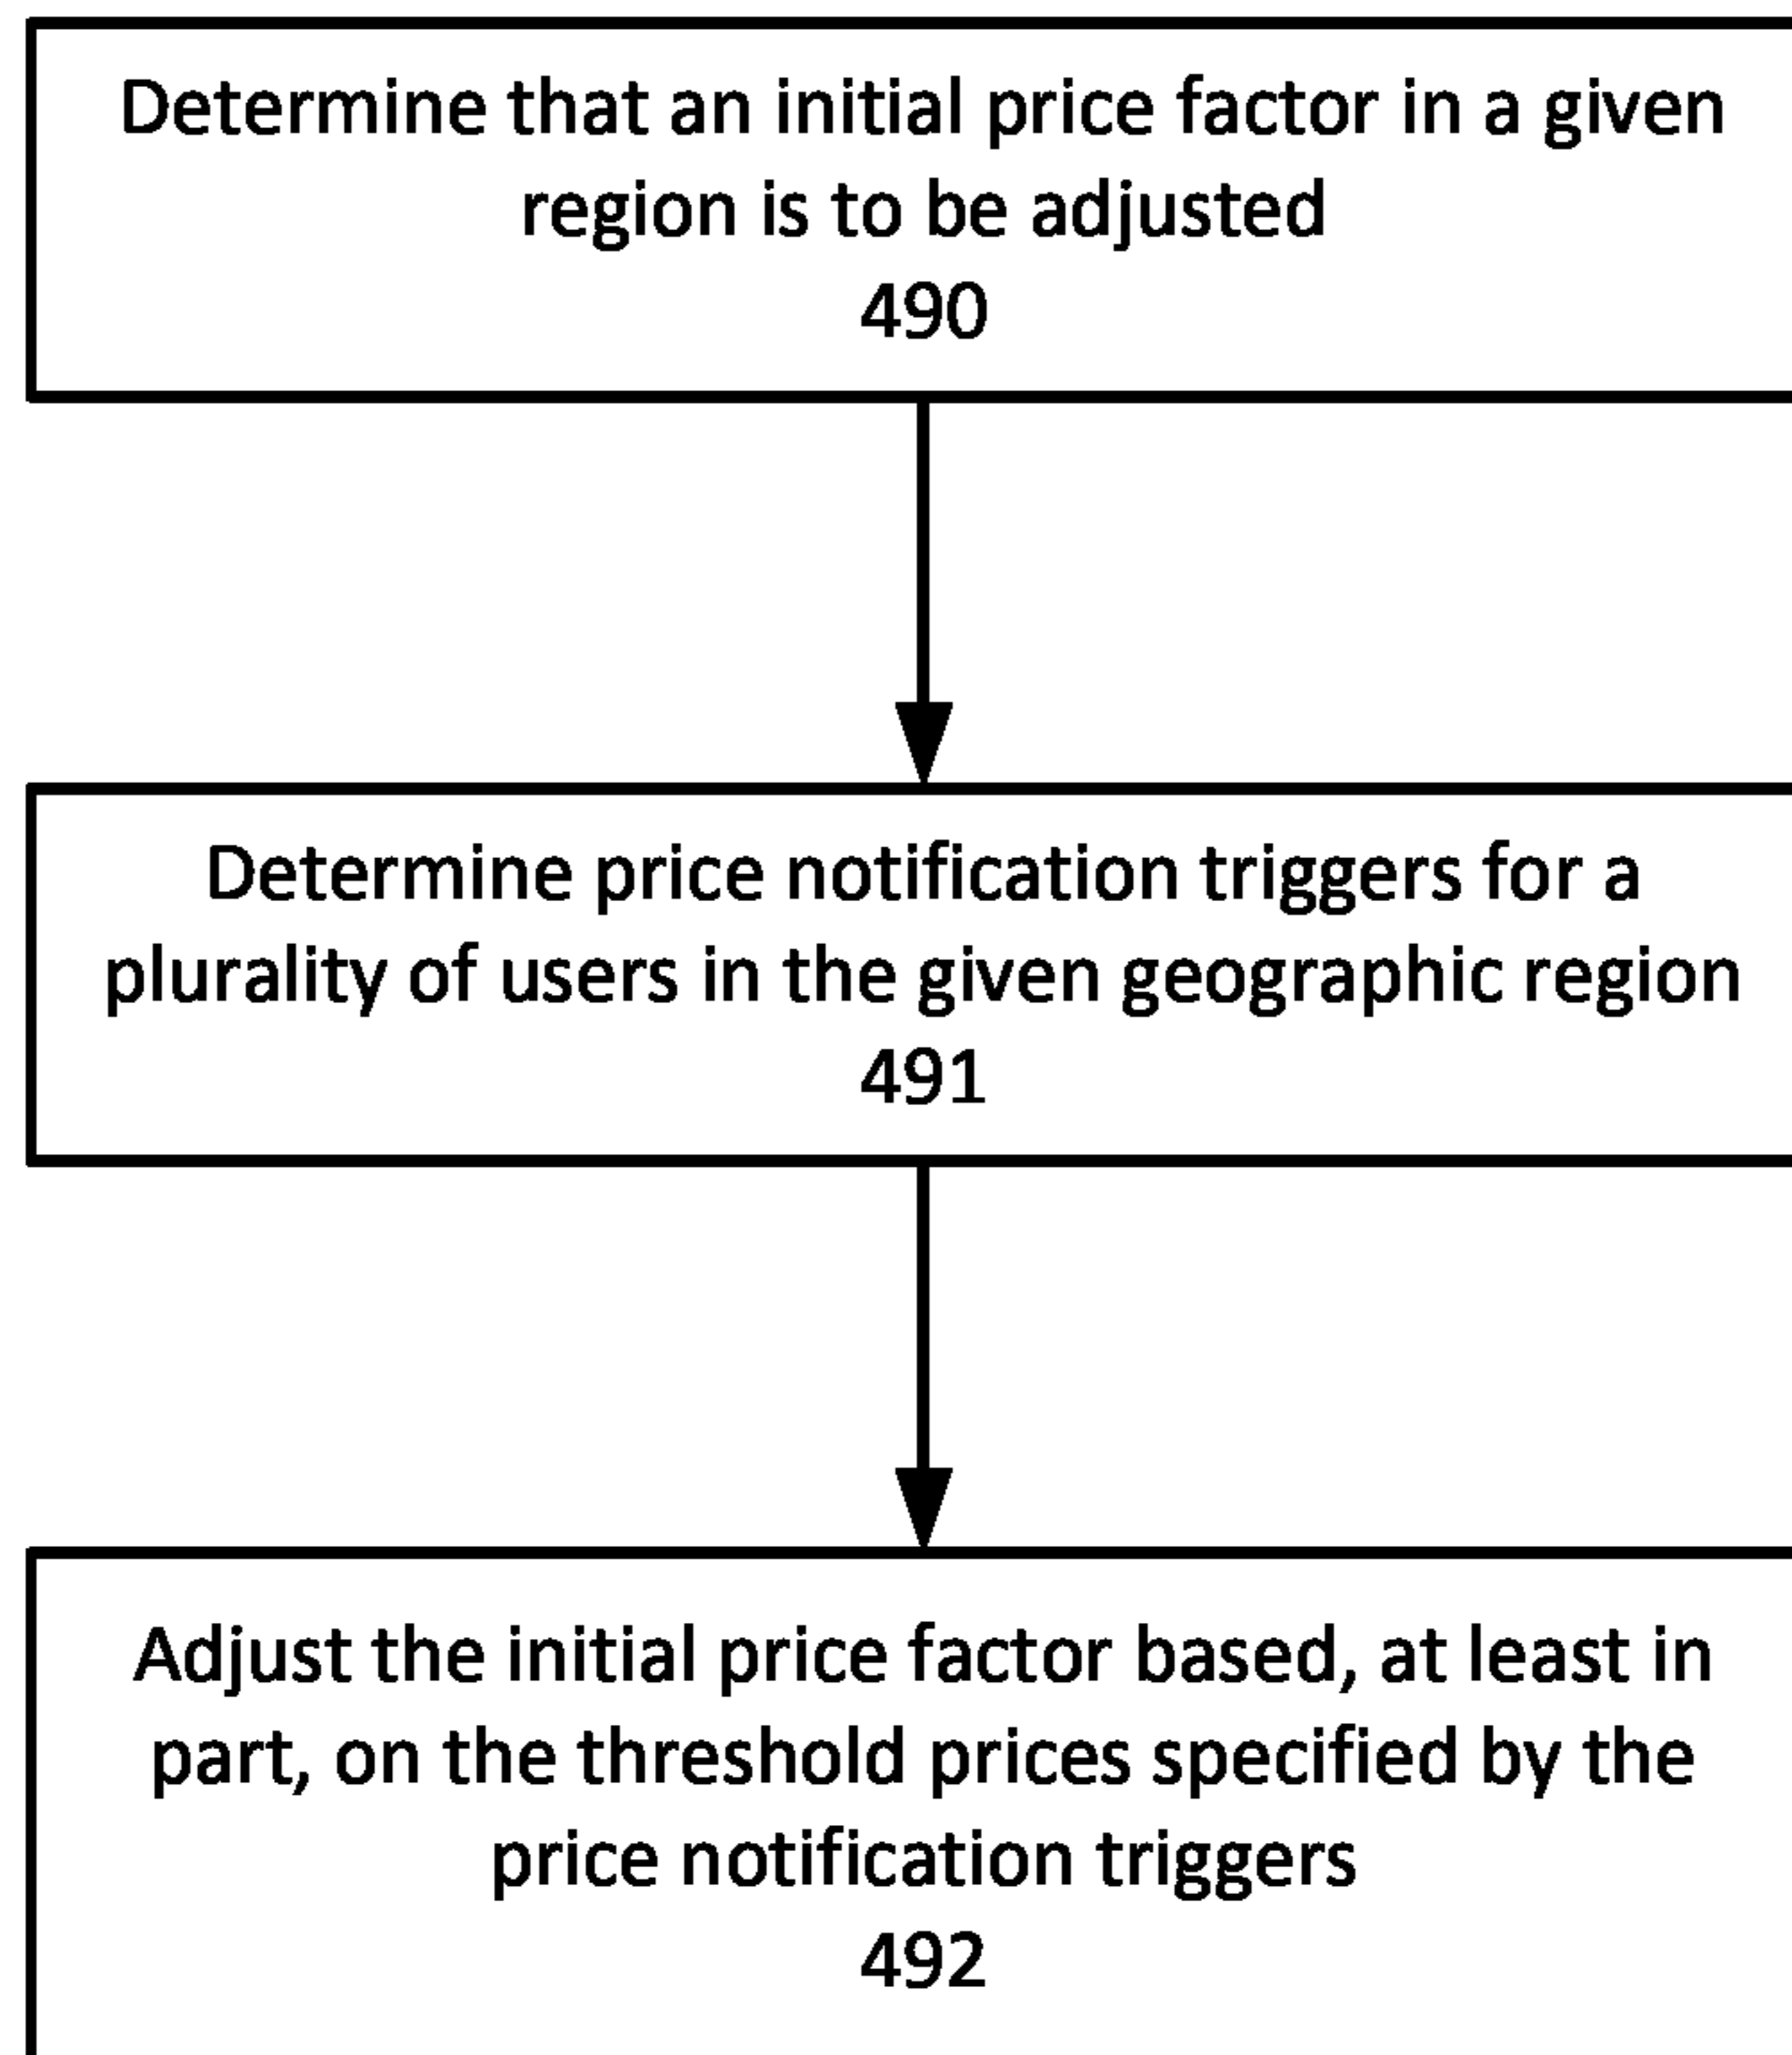 Determine that an initial price factor in a given
region is to be adjusted
490
Determine price notification triggers for a
plurality of users in the given geographic region
491
Adjust the initial price factor based, at least in
part, on the threshold prices specified by the
price notification triggers
492